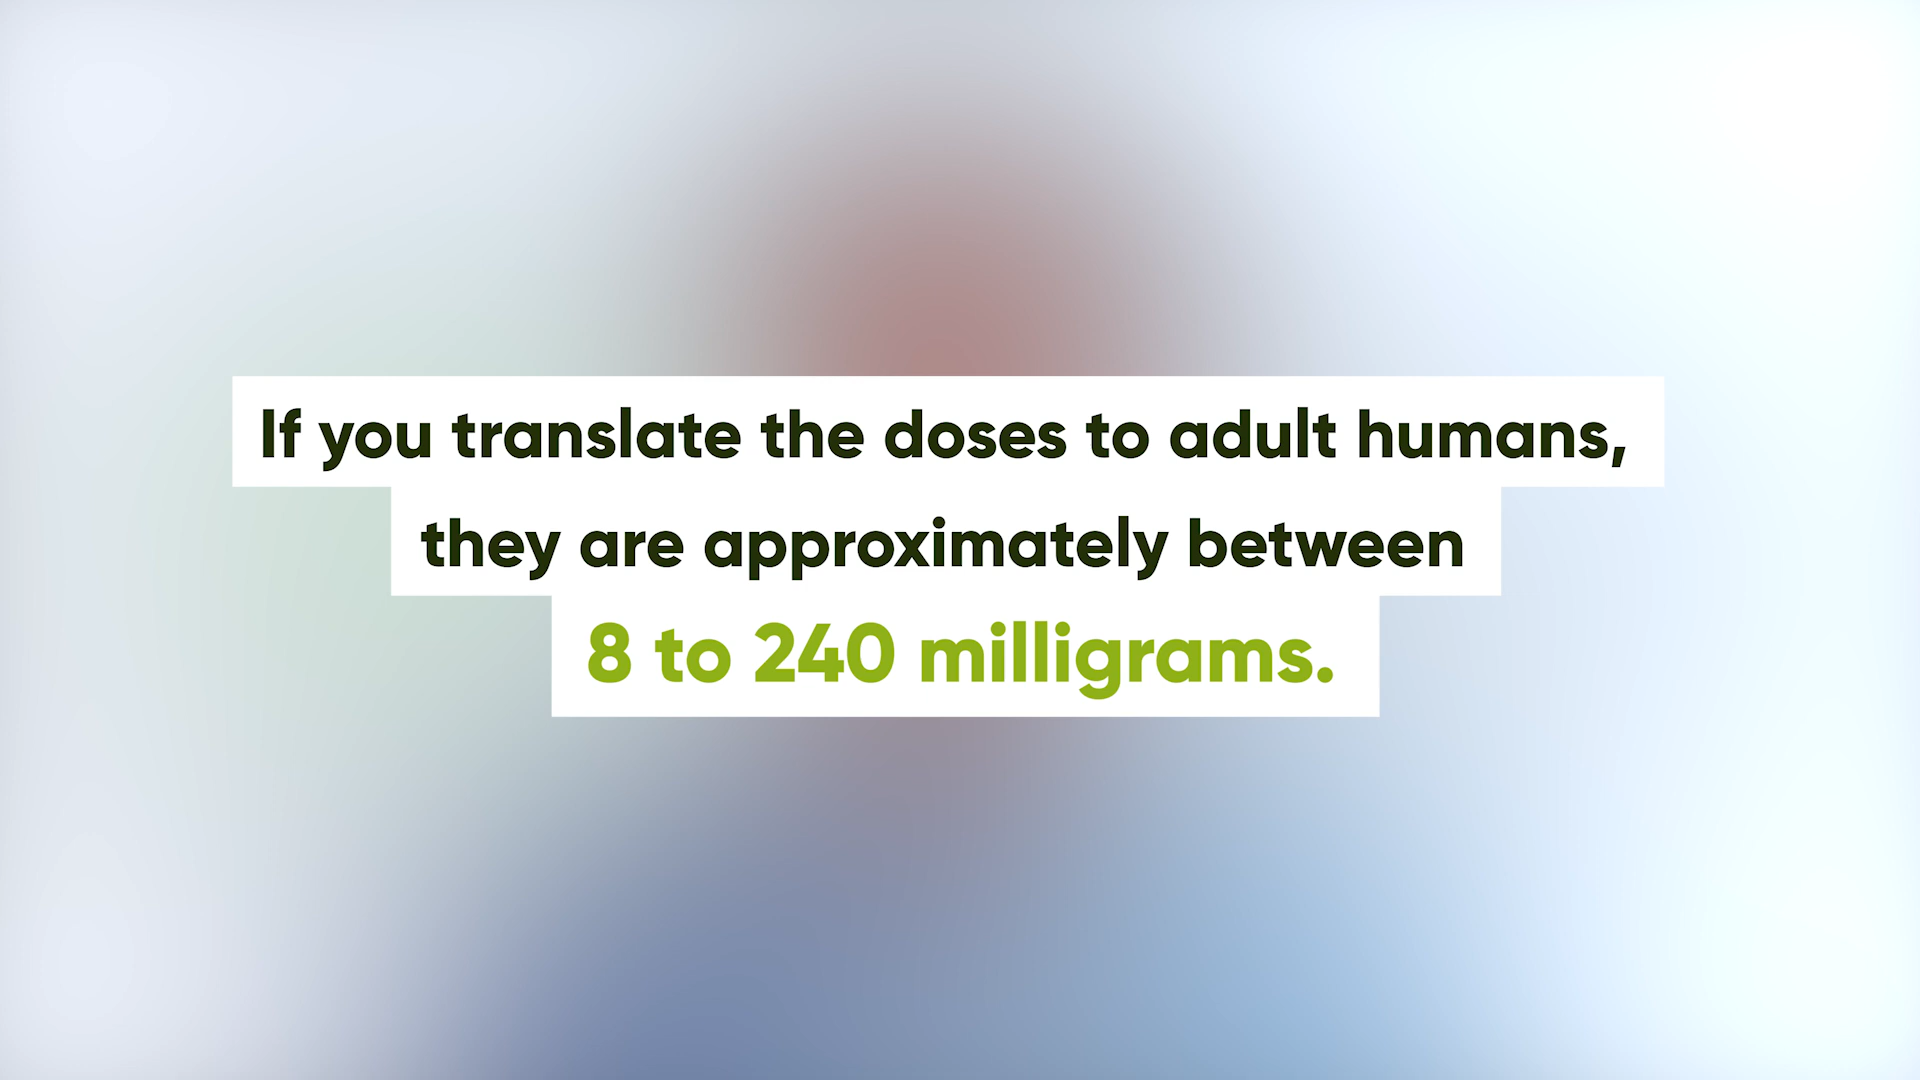 If you translate the doses to adult humans,
they are approximately between
8 to 240 milligrams.